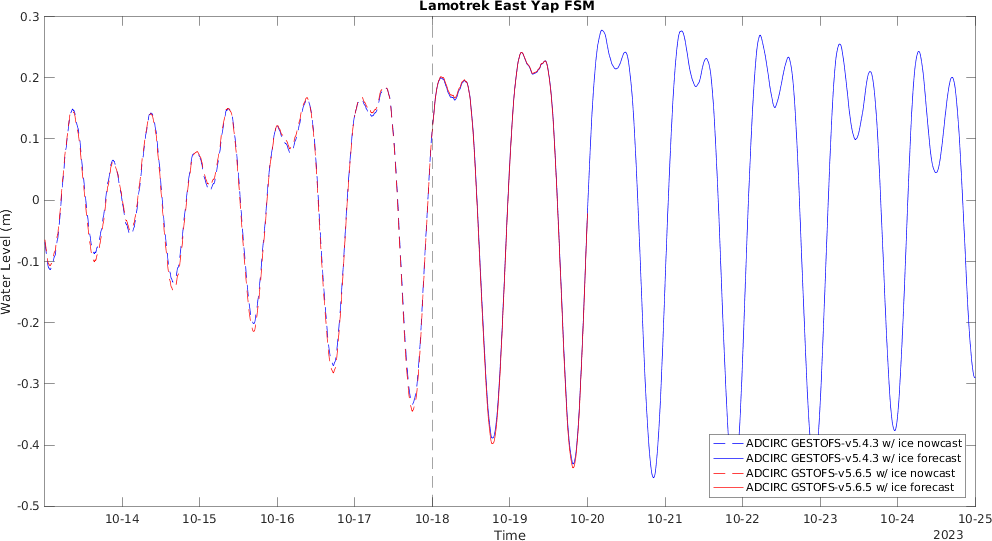 Lamotrek East Yap FSM
0.3
0.2
0.1
0
-0.1
-0.2
-0.3
-0.4
-0.5
Water Level (m)
ADCIRC GESTOFS-v5.4.3 w/ ice nowcast
ADCIRC GESTOFS-v5.4.3 w/ ice forecast
ADCIRC GSTOFS-v5.6.5 w/ ice nowcast
ADCIRC GSTOFS-v5.6.5 w/ ice forecast
10-14 10-15 10-16 10-17 10-18 10-19 10-20 10-21 10-22 10-23 10-24 10-25
Time
2023